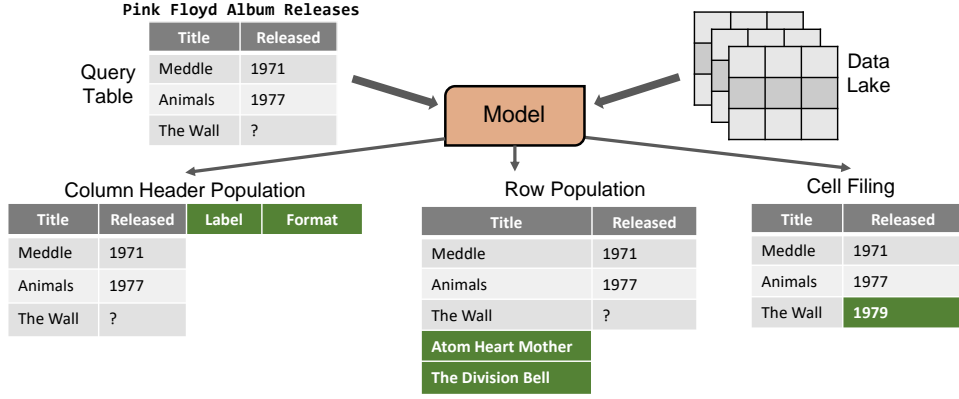 Pink Floyd Album Releases
Title Released
Meddle 1971
Animals 1977
The Wall ?
Query
Table
Data
Lake
Model
Column Header Population
Title Released Label Format
Meddle 1971
Animals 1977
The Wall ?
Row Population
Title Released
Meddle 1971
Animals 1977
The Wall ?
Atom Heart Mother
The Division Bell
Cell Filing
Title Released
Meddle 1971
Animals 1977
The Wall 1979